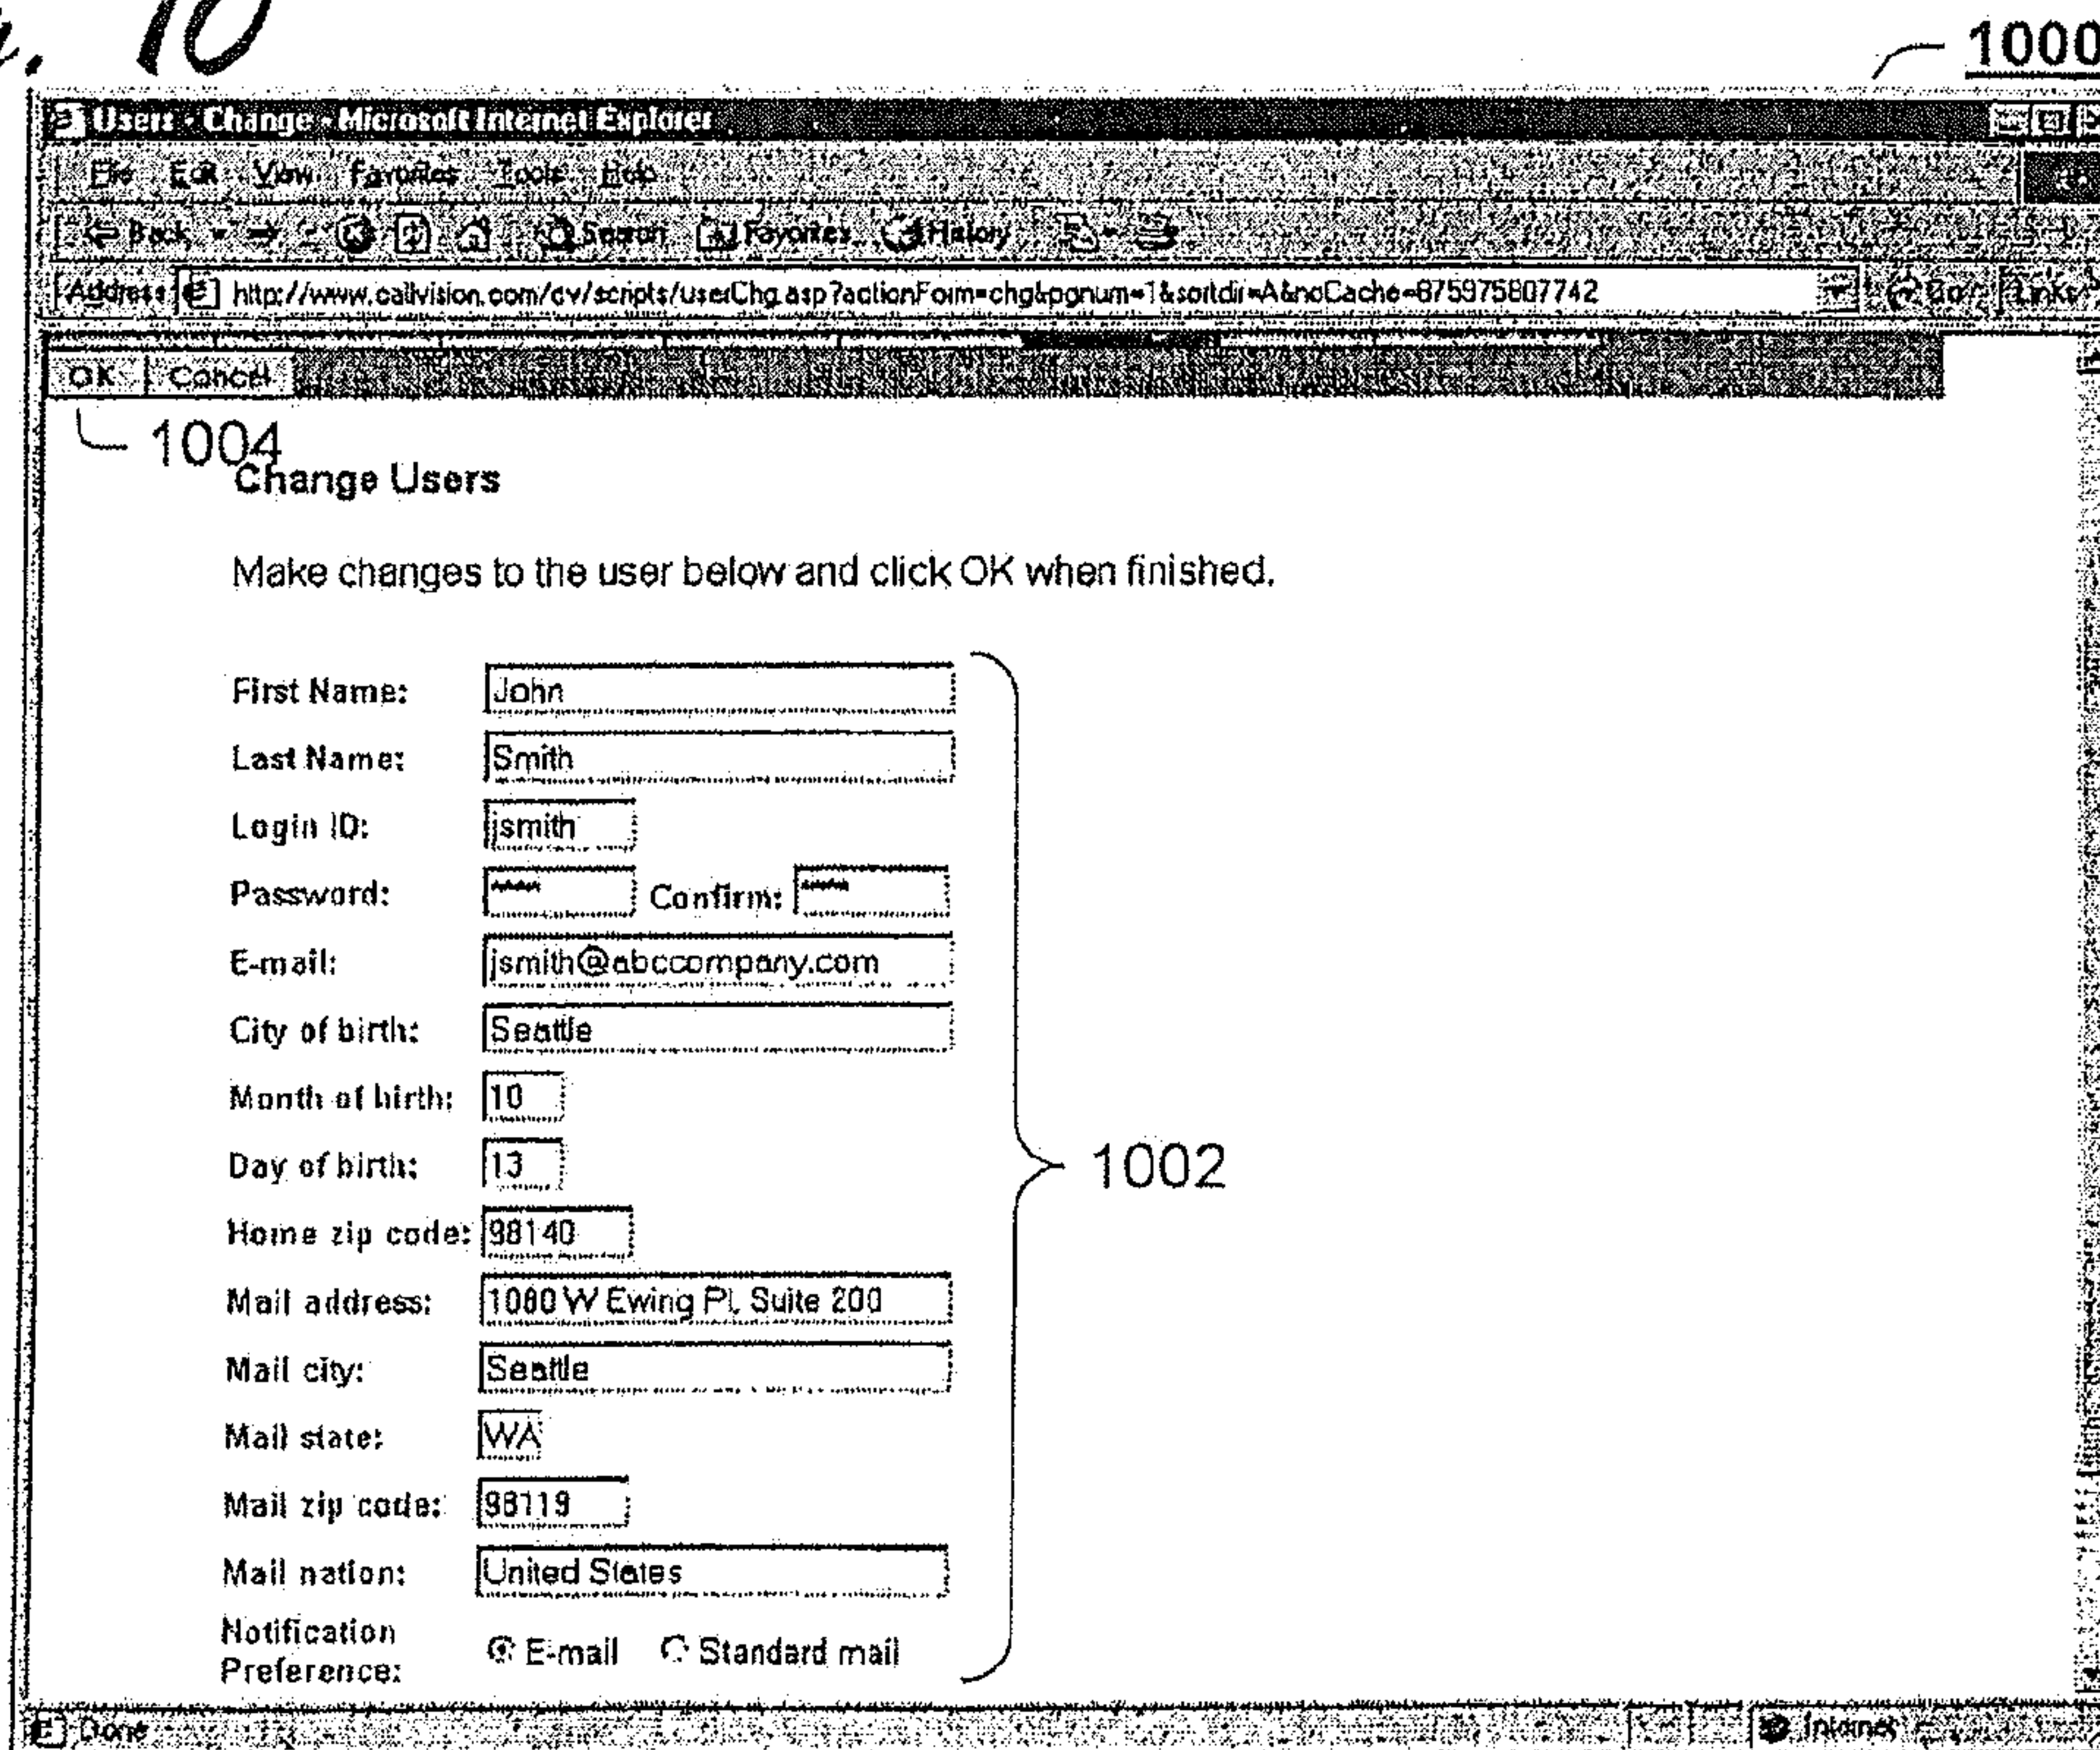 10
1000
Users - Change - Microsoft Internet Explorer
File Edit View Favorites Tools Help
Back Search Favorites History
Address http://www.callvision.com/cv/scripts/userChg.asp?actionForm=chg&pgnum=1&sortdir=A&noCache=875975807742 Go Links
OK Cancel
1004
Change Users
Make changes to the user below and click OK when finished.
First Name: John
Last Name: Smith
Login ID: jsmith
Password: Confirm:
E-mail: jsmith@abccompany.com
City of birth: Seattle
Month of birth: 10
Day of birth: 13
1002
Home zip code: 98140
Mail address: 1080 W Ewing Pl, Suite 200
Mail city: Seattle
Mail state: WA
Mail zip code: 98119
Mail nation: United States
Notification
Preference: E-mail Standard mail
Done Internet